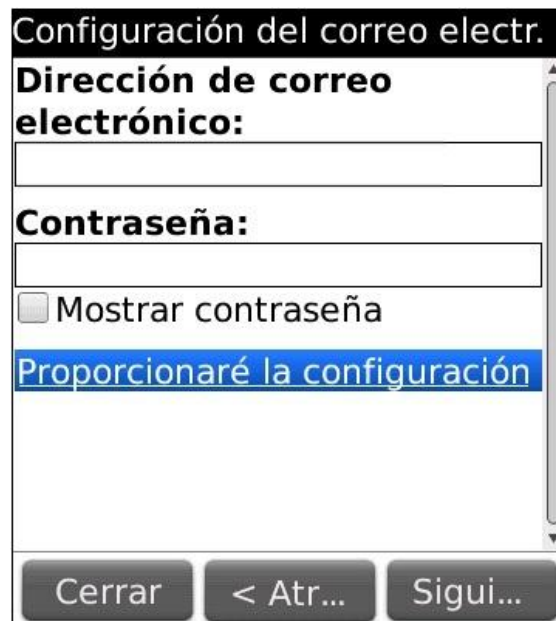 Configuración del correo electr.
Dirección de correo
electrónico:
Contraseña:
Mostrar contraseña
Proporcionaré la configuración
Cerrar
< Atr...
Sigui...